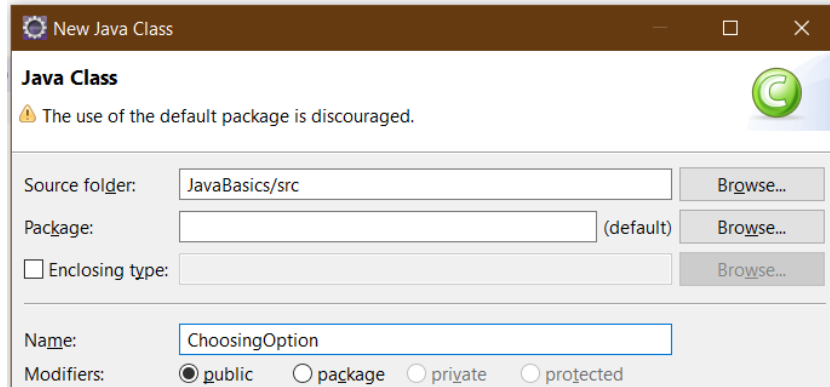 New Java Class
Java Class
The use of the default package is discouraged.
Source folder: JavaBasics/src Browse...
Package: (default) Browse...
Enclosing type: Browse...
Name: ChoosingOption
Modifiers: public package private protected